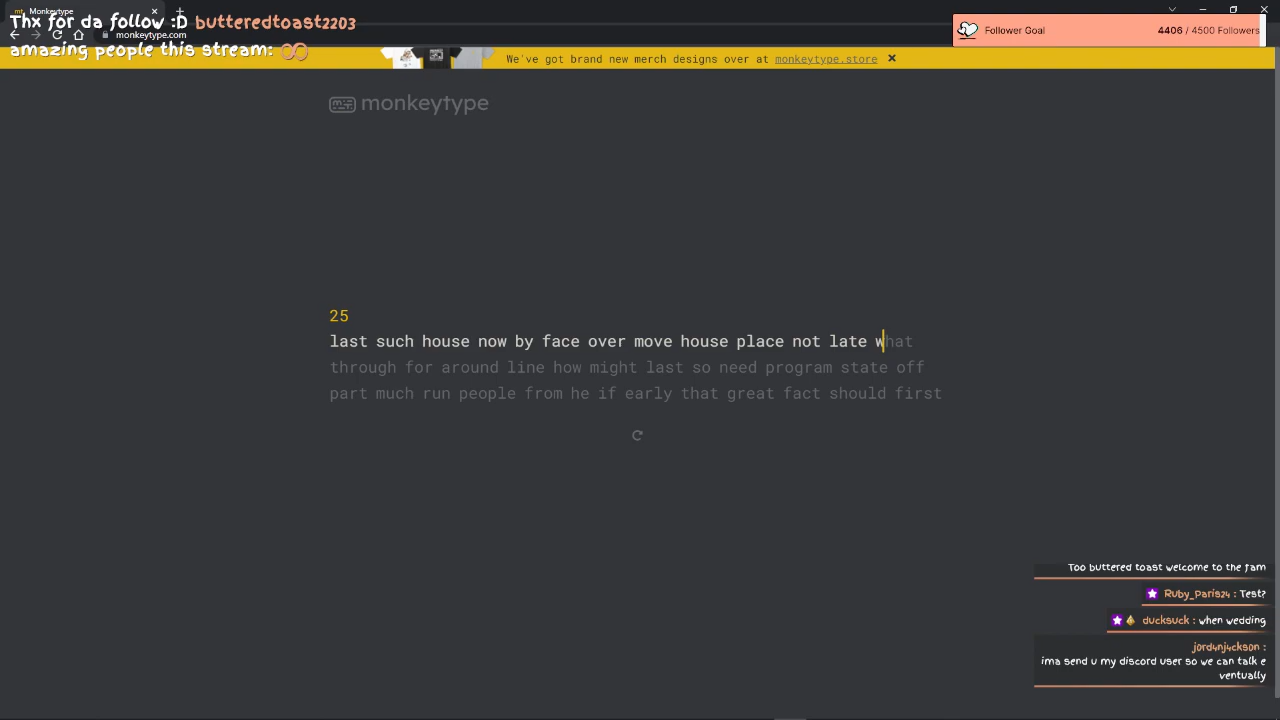 Monkeytype
Thx for da follow :D butteredtoast2203
monkeytype.com
amazing people this stream: ∞
Follower Goal 4406 / 4500 Followers
We've got brand new merch designs over at monkeytype.store
monkeytype
25
last such house now by face over move house place not late what
through for around line how might last so need program state off
part much run people from he if early that great fact should first
Too buttered toast welcome to the fam
Ruby_Paris24 : Test?
ducksuck : when wedding
jord4nj4ckson :
ima send u my discord user so we can talk e
ventually